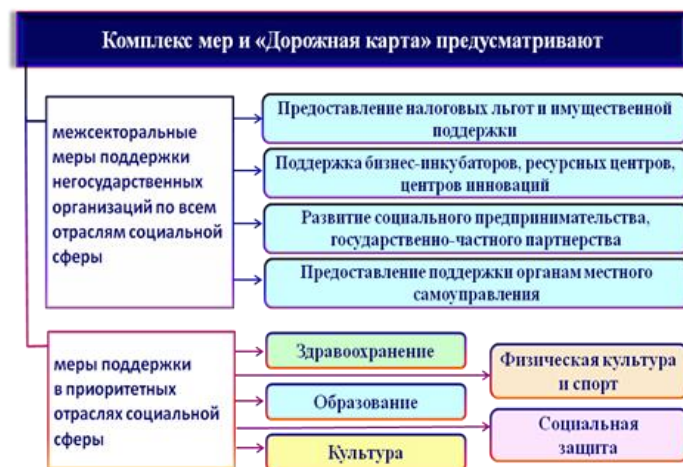 Комплекс мер и «Дорожная карта» предусматривают
межсекторальные
меры поддержки
негосударственных
организаций по всем
отраслям социальной
сферы
Предоставление налоговых льгот и имущественной
поддержки
Поддержка бизнес-инкубаторов, ресурсных центров,
центров инноваций
Развитие социального предпринимательства,
государственно-частного партнерства
Предоставление поддержки органам местного
самоуправления
меры поддержки
в приоритетных
отраслях социальной
сферы
Здравоохранение
Физическая культура
и спорт
Образование
Социальная
защита
Культура